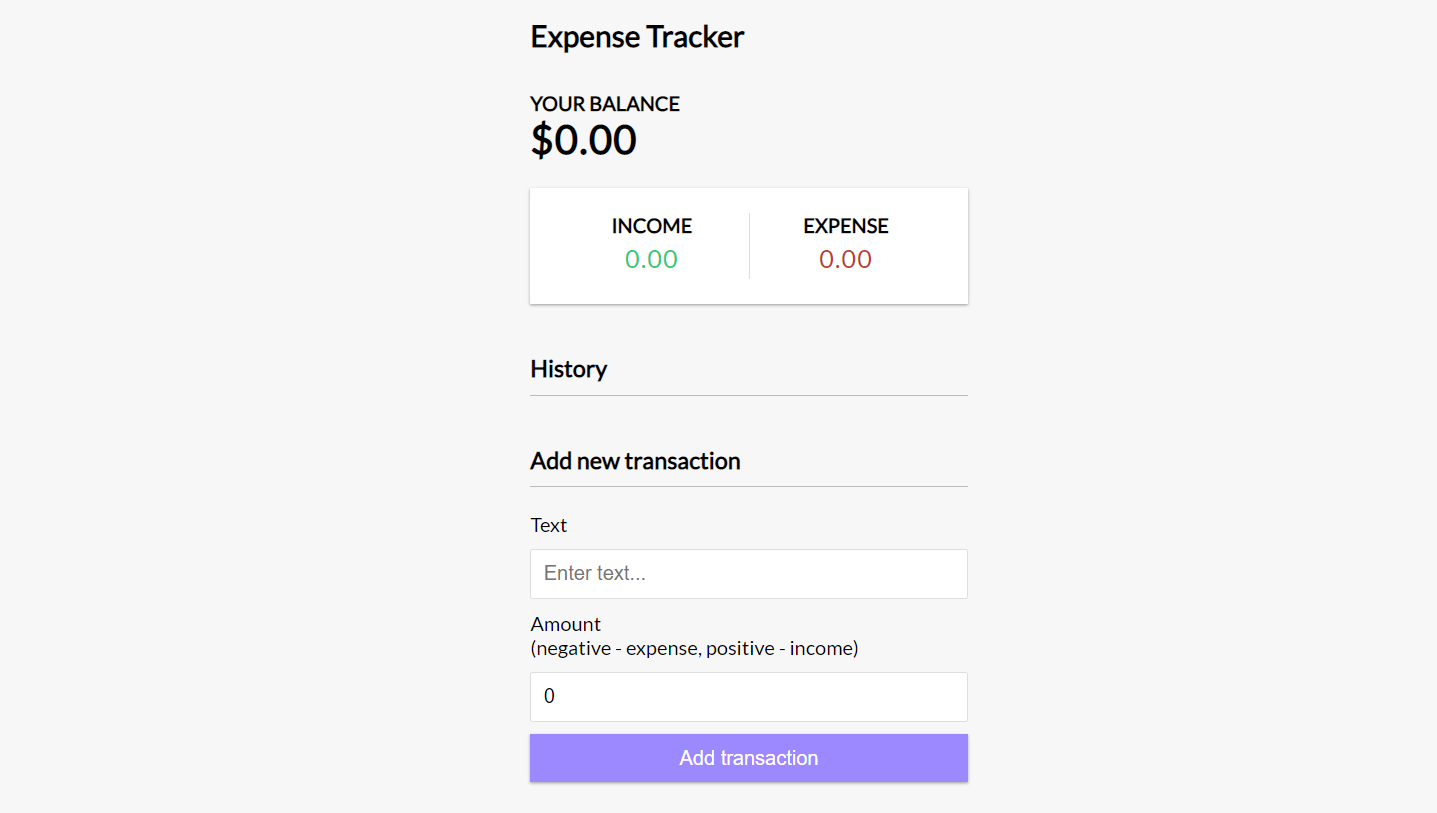 Expense Tracker
YOUR BALANCE
$0.00
INCOME EXPENSE
0.00 0.00
History
Add new transaction
Text
Enter text...
Amount
(negative - expense, positive - income)
0
Add transaction